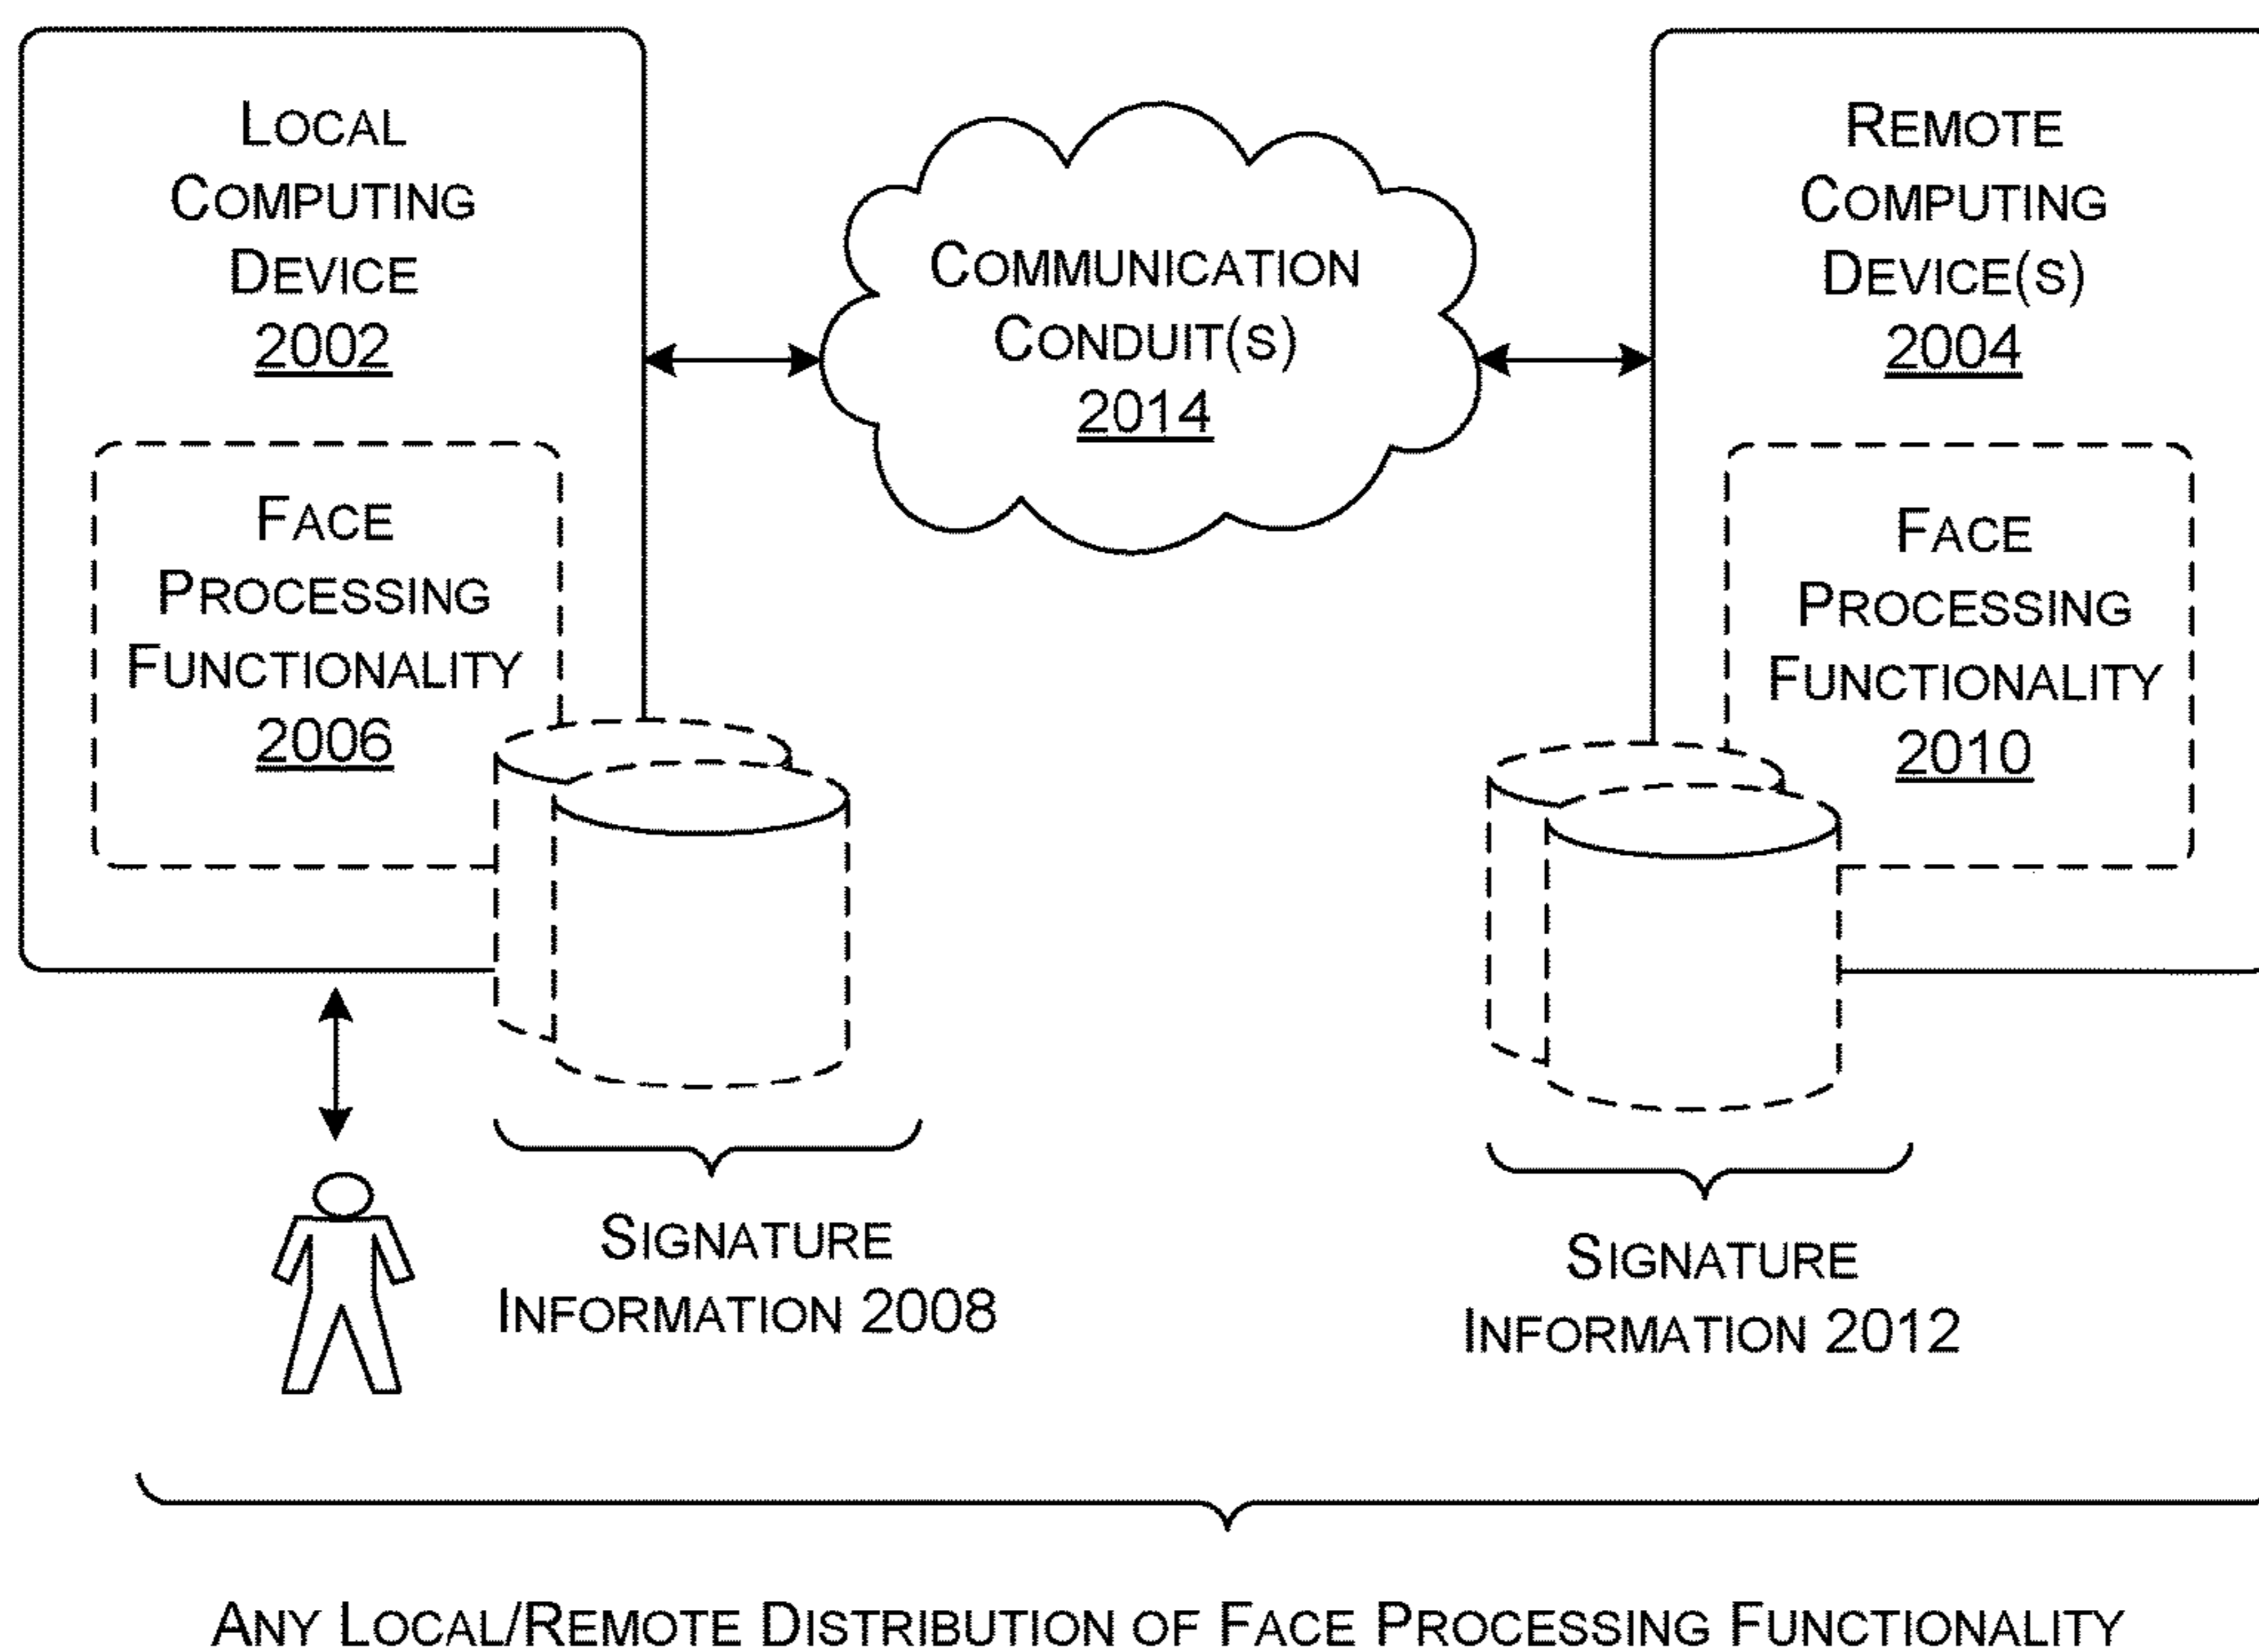 LOCAL
COMPUTING
DEVICE
2002
FACE
PROCESSING
FUNCTIONALITY
2006
COMMUNICATION
CONDUIT(S)
2014
REMOTE
COMPUTING
DEVICE(S)
2004
FACE
PROCESSING
FUNCTIONALITY
2010
SIGNATURE
INFORMATION 2008
SIGNATURE
INFORMATION 2012
ANY LOCAL/REMOTE DISTRIBUTION OF FACE PROCESSING FUNCTIONALITY